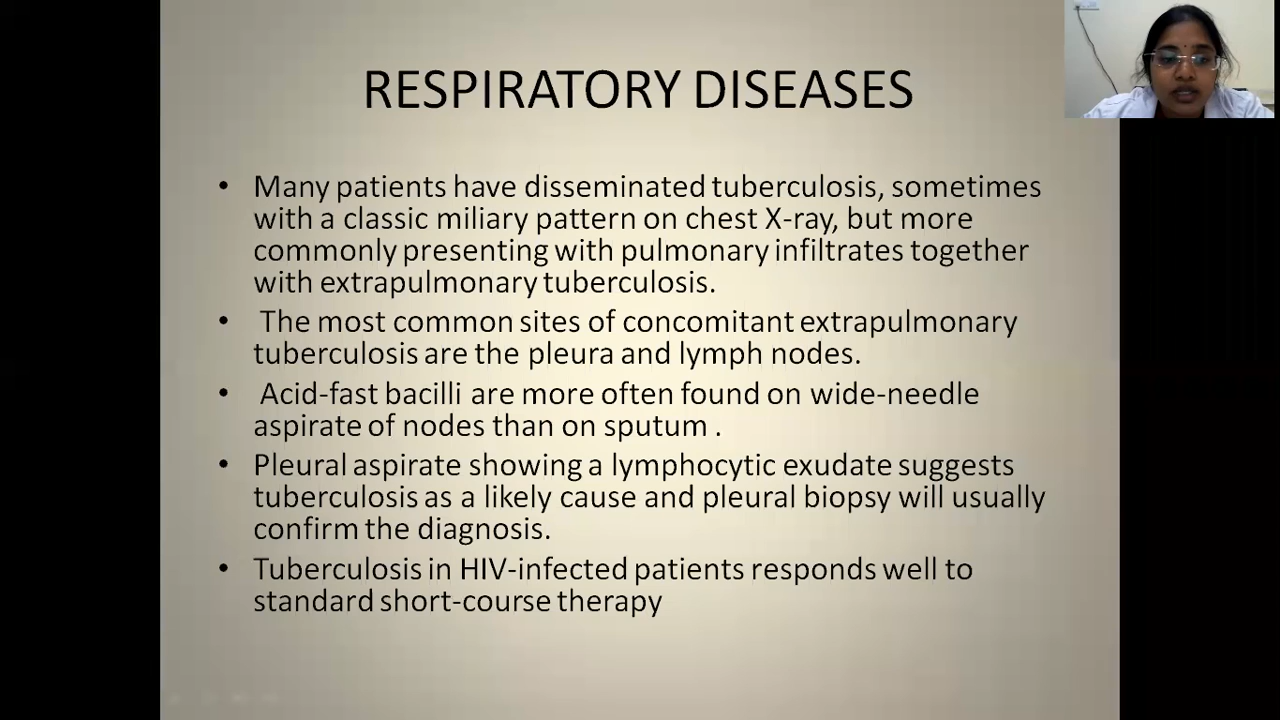 RESPIRATORY DISEASES
• Many patients have disseminated tuberculosis, sometimes
with a classic miliary pattern on chest X-ray, but more
commonly presenting with pulmonary infiltrates together
with extrapulmonary tuberculosis.
• The most common sites of concomitant extrapulmonary
tuberculosis are the pleura and lymph nodes.
• Acid-fast bacilli are more often found on wide-needle
aspirate of nodes than on sputum .
• Pleural aspirate showing a lymphocytic exudate suggests
tuberculosis as a likely cause and pleural biopsy will usually
confirm the diagnosis.
• Tuberculosis in HIV-infected patients responds well to
standard short-course therapy